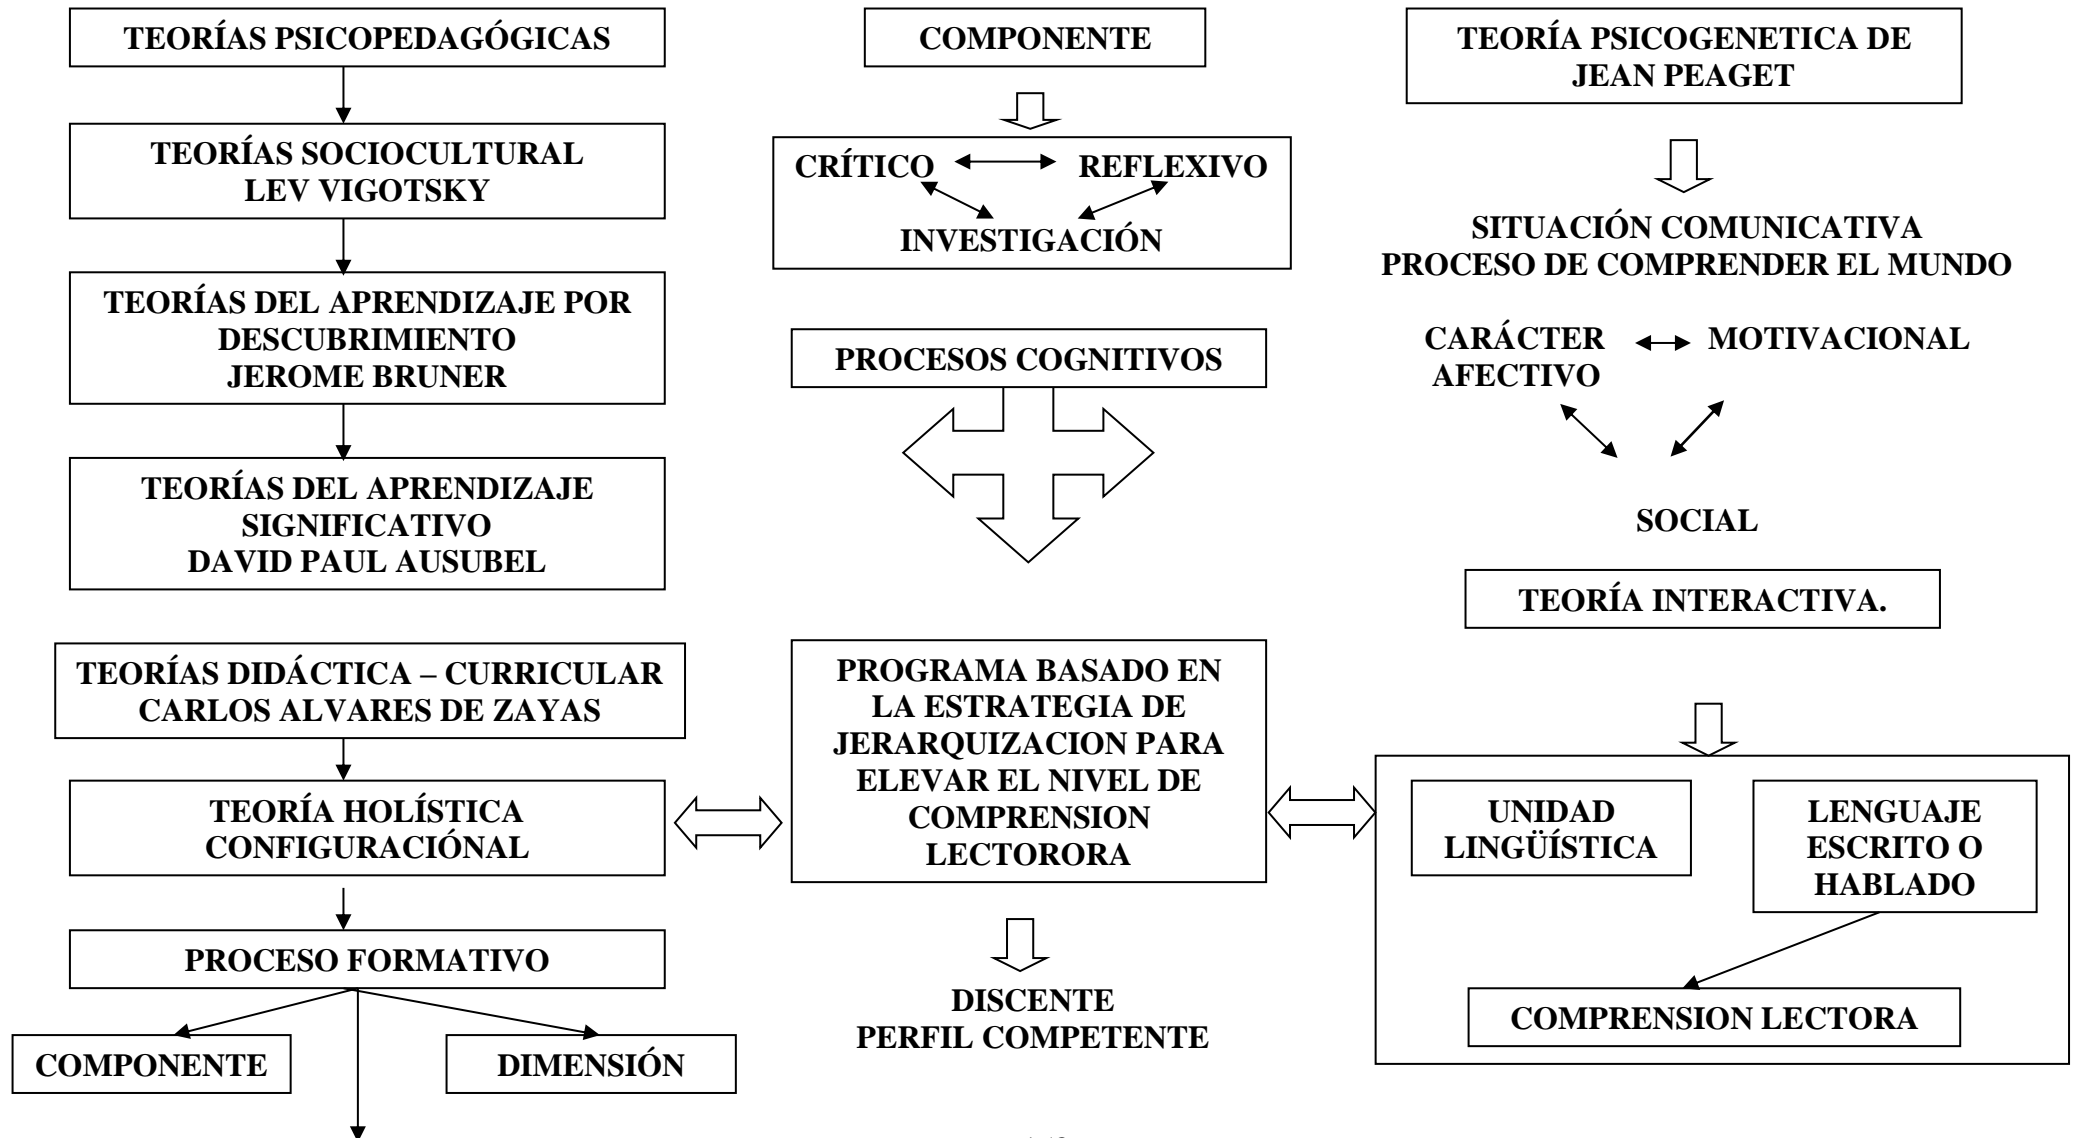 TEORÍAS PSICOPEDAGÓGICAS
TEORÍAS SOCIOCULTURAL
LEV VIGOTSKY
TEORÍAS DEL APRENDIZAJE POR
DESCUBRIMIENTO
JEROME BRUNER
TEORÍAS DEL APRENDIZAJE
SIGNIFICATIVO
DAVID PAUL AUSUBEL
TEORÍAS DIDÁCTICA – CURRICULAR
CARLOS ALVARES DE ZAYAS
TEORÍA HOLÍSTICA
CONFIGURACIÓNAL
PROCESO FORMATIVO
COMPONENTE
DIMENSIÓN
COMPONENTE
CRÍTICO
REFLEXIVO
INVESTIGACIÓN
PROCESOS COGNITIVOS
PROGRAMA BASADO EN
LA ESTRATEGIA DE
JERARQUIZACION PARA
ELEVAR EL NIVEL DE
COMPRENSION
LECTORORA
DISCENTE
PERFIL COMPETENTE
TEORÍA PSICOGENETICA DE
JEAN PEAGET
SITUACIÓN COMUNICATIVA
PROCESO DE COMPRENDER EL MUNDO
CARÁCTER
AFECTIVO
MOTIVACIONAL
SOCIAL
TEORÍA INTERACTIVA.
UNIDAD
LINGÜÍSTICA
LENGUAJE
ESCRITO O
HABLADO
COMPRENSION LECTORA